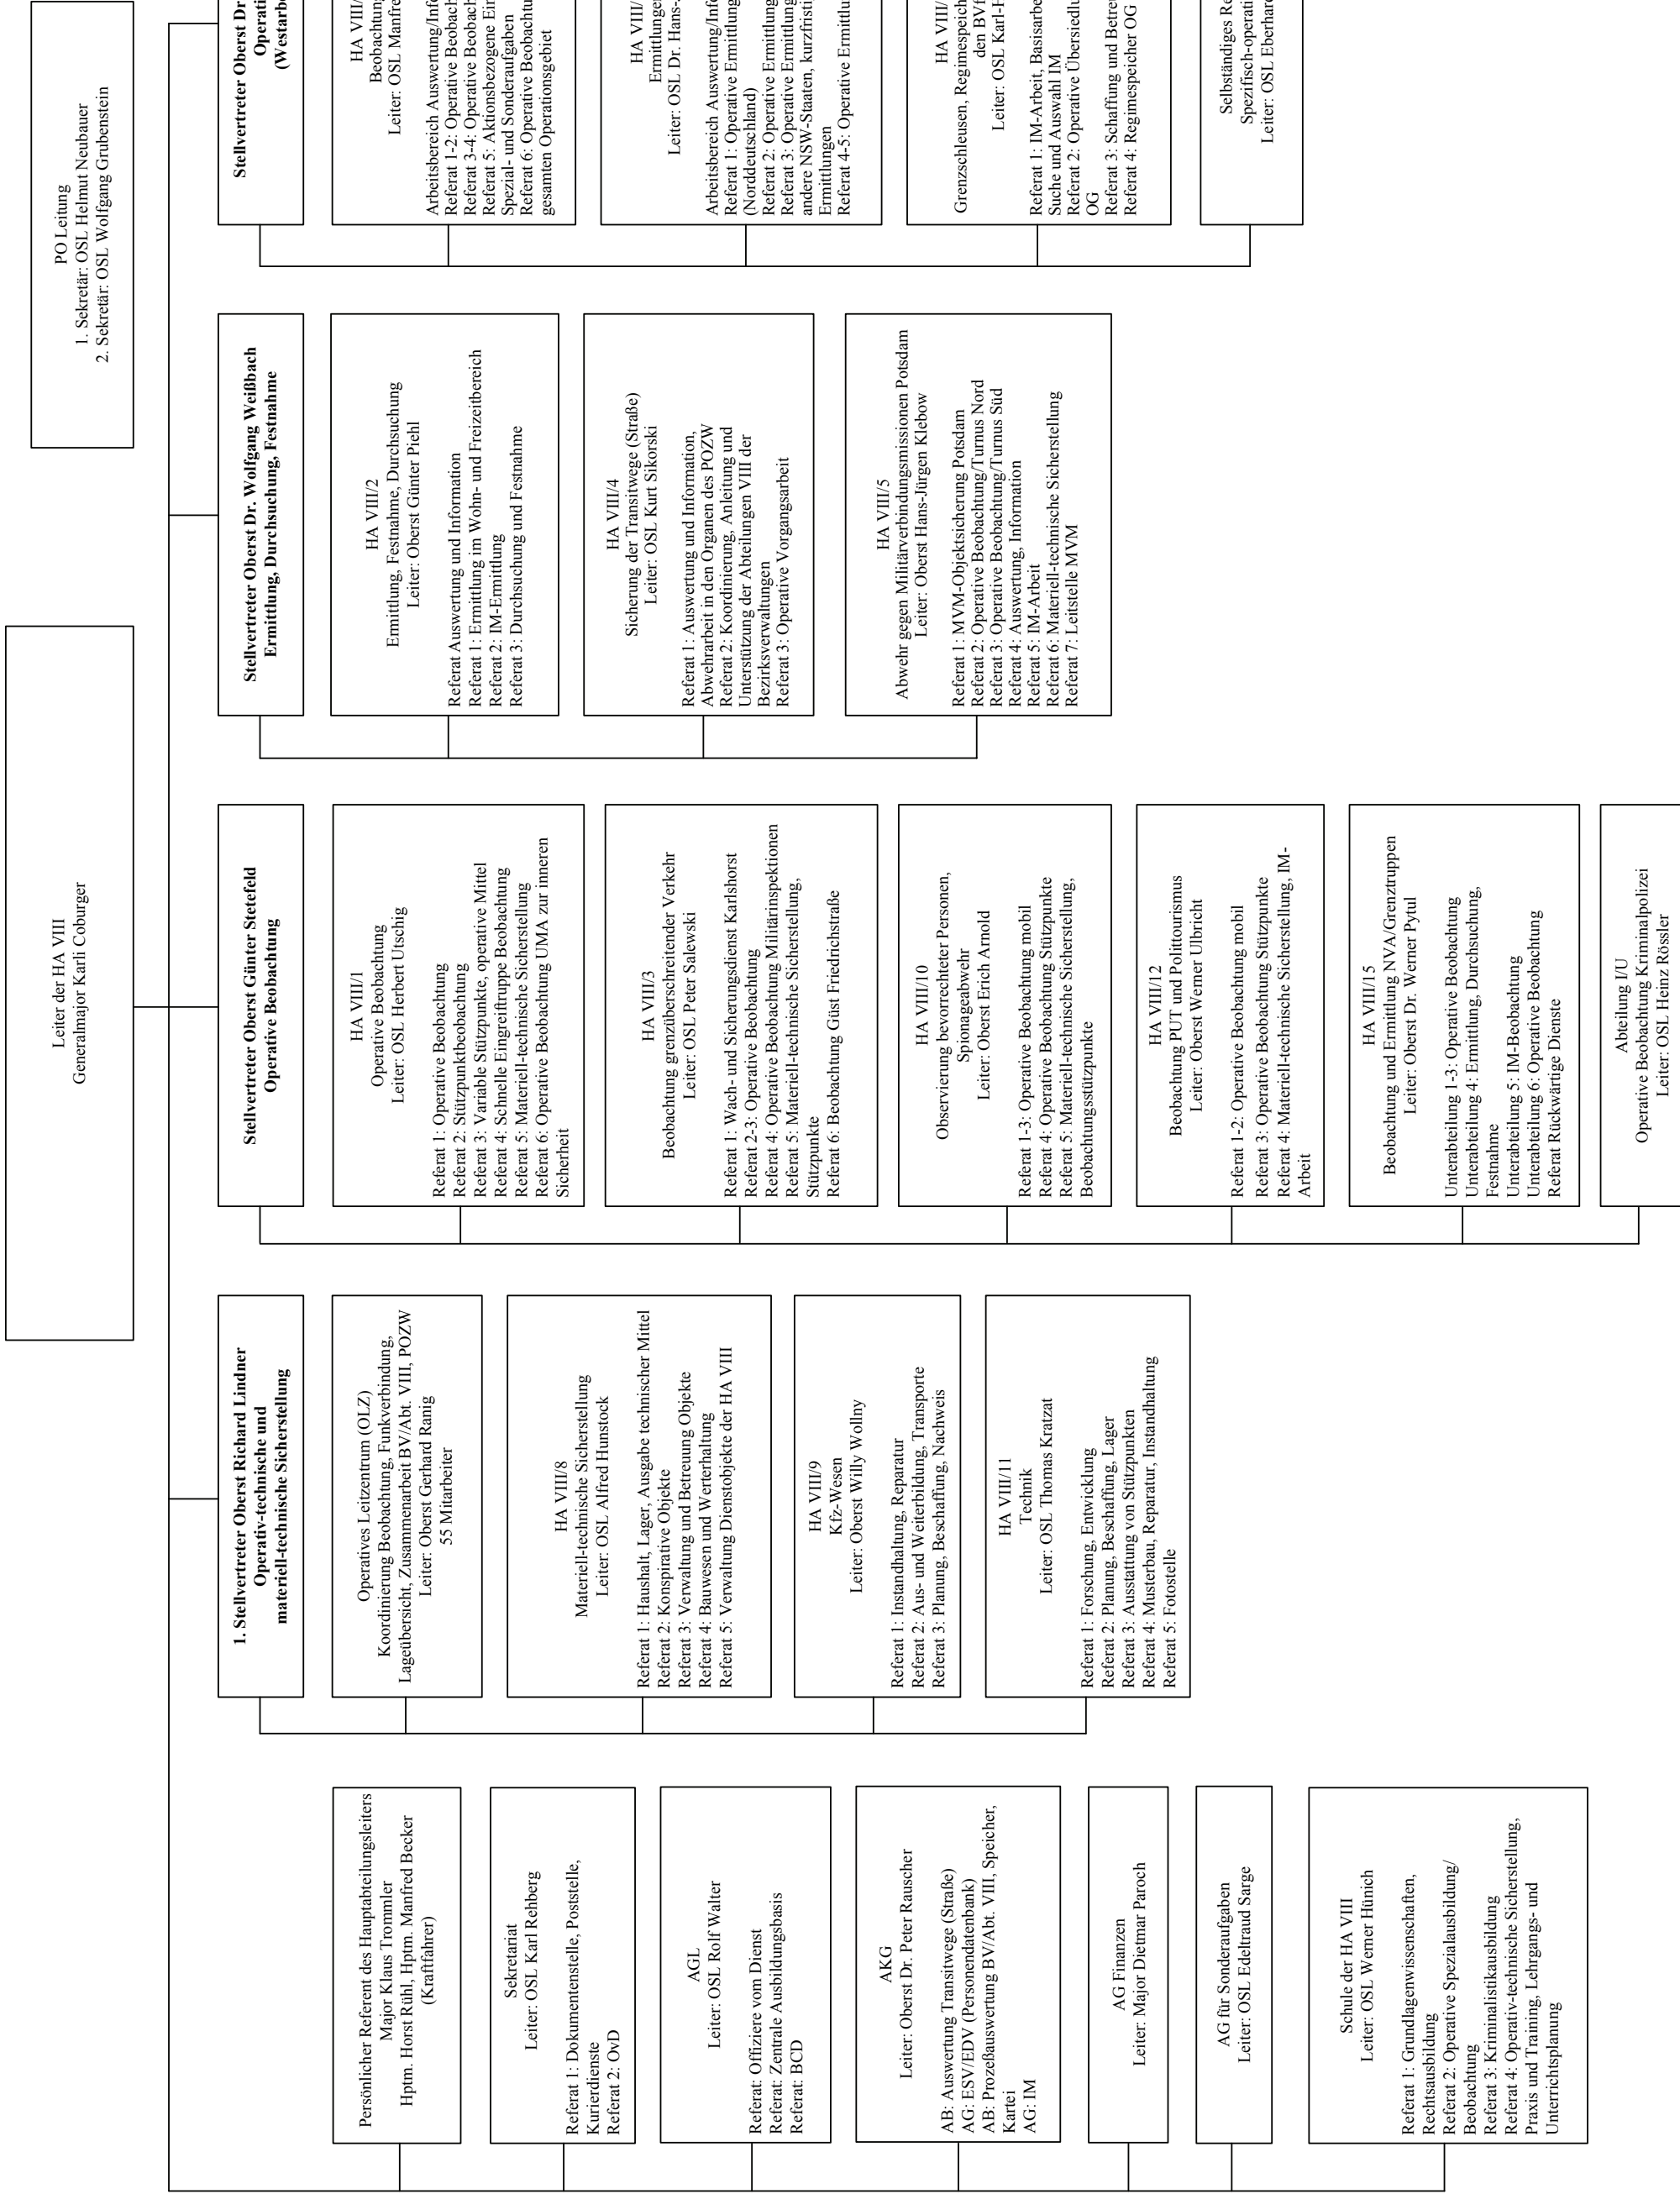 Leiter der HA VIII
Generalmajor Karli Coburger
PO Leitung
1. Sekretär: OSL Helmut Neubauer
2. Sekretär: OSL Wolfgang Grubenstein
Persönlicher Referent des Hauptabteilungsleiters
Major Klaus Trommler
Hptm. Horst Rühl, Hptm. Manfred Becker
(Kraftfahrer)
Sekretariat
Leiter: OSL Karl Rehberg
Referat 1: Dokumentenstelle, Poststelle,
Kurierdienste
Referat 2: OvD
AGL
Leiter: OSL Rolf Walter
Referat: Offiziere vom Dienst
Referat: Zentrale Ausbildungsbasis
Referat: BCD
AKG
Leiter: Oberst Dr. Peter Rauscher
AB: Auswertung Transitwege (Straße)
AG: ESV/EDV (Personendatenbank)
AB: Prozeßauswertung BV/Abt. VIII, Speicher,
Kartei
AG: IM
AG Finanzen
Leiter: Major Dietmar Paroch
AG für Sonderaufgaben
Leiter: OSL Edeltraud Sarge
Schule der HA VIII
Leiter: OSL Werner Hünich
Referat 1: Grundlagenwissenschaften,
Rechtsausbildung
Referat 2: Operative Spezialausbildung/
Beobachtung
Referat 3: Kriminalistikausbildung
Referat 4: Operativ-technische Sicherstellung,
Praxis und Training, Lehrgangs- und
Unterrichtsplanung
1. Stellvertreter Oberst Richard Lindner
Operativ-technische und
materiell-technische Sicherstellung
Operatives Leitzentrum (OLZ)
Koordinierung Beobachtung, Funkverbindung,
Lageübersicht, Zusammenarbeit BV/Abt. VIII, POZW
Leiter: Oberst Gerhard Ranig
55 Mitarbeiter
HA VIII/8
Materiell-technische Sicherstellung
Leiter: OSL Alfred Hunstock
Referat 1: Haushalt, Lager, Ausgabe technischer Mittel
Referat 2: Konspirative Objekte
Referat 3: Verwaltung und Betreuung Objekte
Referat 4: Bauwesen und Werterhaltung
Referat 5: Verwaltung Dienstobjekte der HA VIII
HA VIII/9
Kfz-Wesen
Leiter: Oberst Willy Wollny
Referat 1: Instandhaltung, Reparatur
Referat 2: Aus- und Weiterbildung, Transporte
Referat 3: Planung, Beschaffung, Nachweis
HA VIII/11
Technik
Leiter: OSL Thomas Kratzat
Referat 1: Forschung, Entwicklung
Referat 2: Planung, Beschaffung, Lager
Referat 3: Ausstattung von Stützpunkten
Referat 4: Musterbau, Reparatur, Instandhaltung
Referat 5: Fotostelle
Stellvertreter Oberst Günter Stetefeld
Operative Beobachtung
HA VIII/1
Operative Beobachtung
Leiter: OSL Herbert Utschig
Referat 1: Operative Beobachtung
Referat 2: Stützpunktbeobachtung
Referat 3: Variable Stützpunkte, operative Mittel
Referat 4: Schnelle Eingreiftruppe Beobachtung
Referat 5: Materiell-technische Sicherstellung
Referat 6: Operative Beobachtung UMA zur inneren
Sicherheit
HA VIII/3
Beobachtung grenzüberschreitender Verkehr
Leiter: OSL Peter Salewski
Referat 1: Wach- und Sicherungsdienst Karlshorst
Referat 2-3: Operative Beobachtung
Referat 4: Operative Beobachtung Militärinspektionen
Referat 5: Materiell-technische Sicherstellung,
Stützpunkte
Referat 6: Beobachtung Güst Friedrichstraße
HA VIII/10
Observierung bevorrechteter Personen,
Spionageabwehr
Leiter: Oberst Erich Arnold
Referat 1-3: Operative Beobachtung mobil
Referat 4: Operative Beobachtung Stützpunkte
Referat 5: Materiell-technische Sicherstellung,
Beobachtungsstützpunkte
HA VIII/12
Beobachtung PUT und Polittourismus
Leiter: Oberst Werner Ulbricht
Referat 1-2: Operative Beobachtung mobil
Referat 3: Operative Beobachtung Stützpunkte
Referat 4: Materiell-technische Sicherstellung, IM-
Arbeit
HA VIII/15
Beobachtung und Ermittlung NVA/Grenztruppen
Leiter: Oberst Dr. Werner Pytul
Unterabteilung 1-3: Operative Beobachtung
Unterabteilung 4: Ermittlung, Durchsuchung,
Festnahme
Unterabteilung 5: IM-Beobachtung
Unterabteilung 6: Operative Beobachtung
Referat Rückwärtige Dienste
Abteilung I/U
Operative Beobachtung Kriminalpolizei
Leiter: OSL Heinz Rössler
Stellvertreter Oberst Dr. Wolfgang Weißbach
Ermittlung, Durchsuchung, Festnahme
HA VIII/2
Ermittlung, Festnahme, Durchsuchung
Leiter: Oberst Günter Piehl
Referat Auswertung und Information
Referat 1: Ermittlung im Wohn- und Freizeitbereich
Referat 2: IM-Ermittlung
Referat 3: Durchsuchung und Festnahme
HA VIII/4
Sicherung der Transitwege (Straße)
Leiter: OSL Kurt Sikorski
Referat 1: Auswertung und Information,
Abwehrarbeit in den Organen des POZW
Referat 2: Koordinierung, Anleitung und
Unterstützung der Abteilungen VIII der
Bezirksverwaltungen
Referat 3: Operative Vorgangsarbeit
HA VIII/5
Abwehr gegen Militärverbindungsmissionen Potsdam
Leiter: Oberst Hans-Jürgen Klebow
Referat 1: MVM-Objektsicherung Potsdam
Referat 2: Operative Beobachtung/Turnus Nord
Referat 3: Operative Beobachtung/Turnus Süd
Referat 4: Auswertung, Information
Referat 5: IM-Arbeit
Referat 6: Materiell-technische Sicherstellung
Referat 7: Leitstelle MVM
Stellvertreter Oberst Dr
Operati
(Westarbe
HA VIII/
Beobachtung
Leiter: OSL Manfre
Arbeitsbereich Auswertung/Info
Referat 1-2: Operative Beobach
Referat 3-4: Operative Beobach
Referat 5: Aktionsbezogene Ein
Spezial- und Sonderaufgaben
Referat 6: Operative Beobachtu
gesamten Operationsgebiet
HA VIII/
Ermittlungen
Leiter: OSL Dr. Hans-
Arbeitsbereich Auswertung/Info
Referat 1: Operative Ermittlung
(Norddeutschland)
Referat 2: Operative Ermittlung
Referat 3: Operative Ermittlung
andere NSW-Staaten, kurzfristi
Ermittlungen
Referat 4-5: Operative Ermittlu
HA VIII/
Grenzschleusen, Regimespeich
den BVf
Leiter: OSL Karl-H
Referat 1: IM-Arbeit, Basisarbe
Suche und Auswahl IM
Referat 2: Operative Übersiedlu
OG
Referat 3: Schaffung und Betreu
Referat 4: Regimespeicher OG
Selbständiges Re
Spezifisch-operati
Leiter: OSL Eberhard